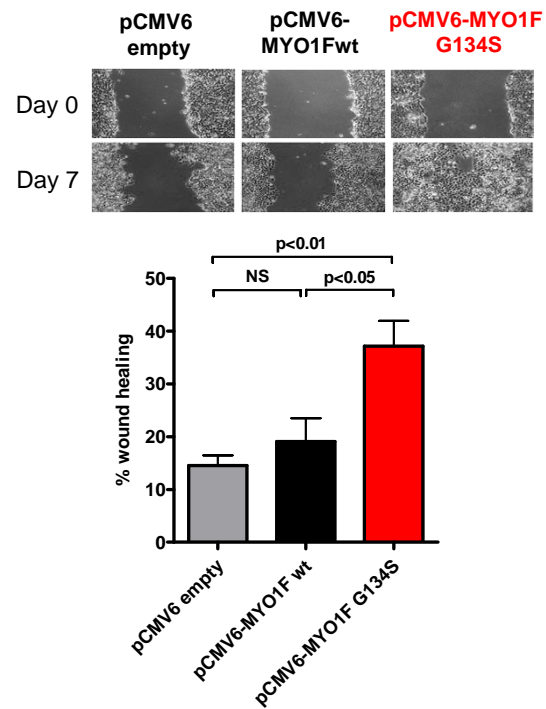 pCMV6 empty
pCMV6-MYO1Fwt
pCMV6-MYO1F G134S
Day 0
Day 7
p<0.01
NS
p<0.05
% wound healing
50
40
30
20
10
0
pCMV6 empty
pCMV6-MYO1F wt
pCMV6-MYO1F G134S